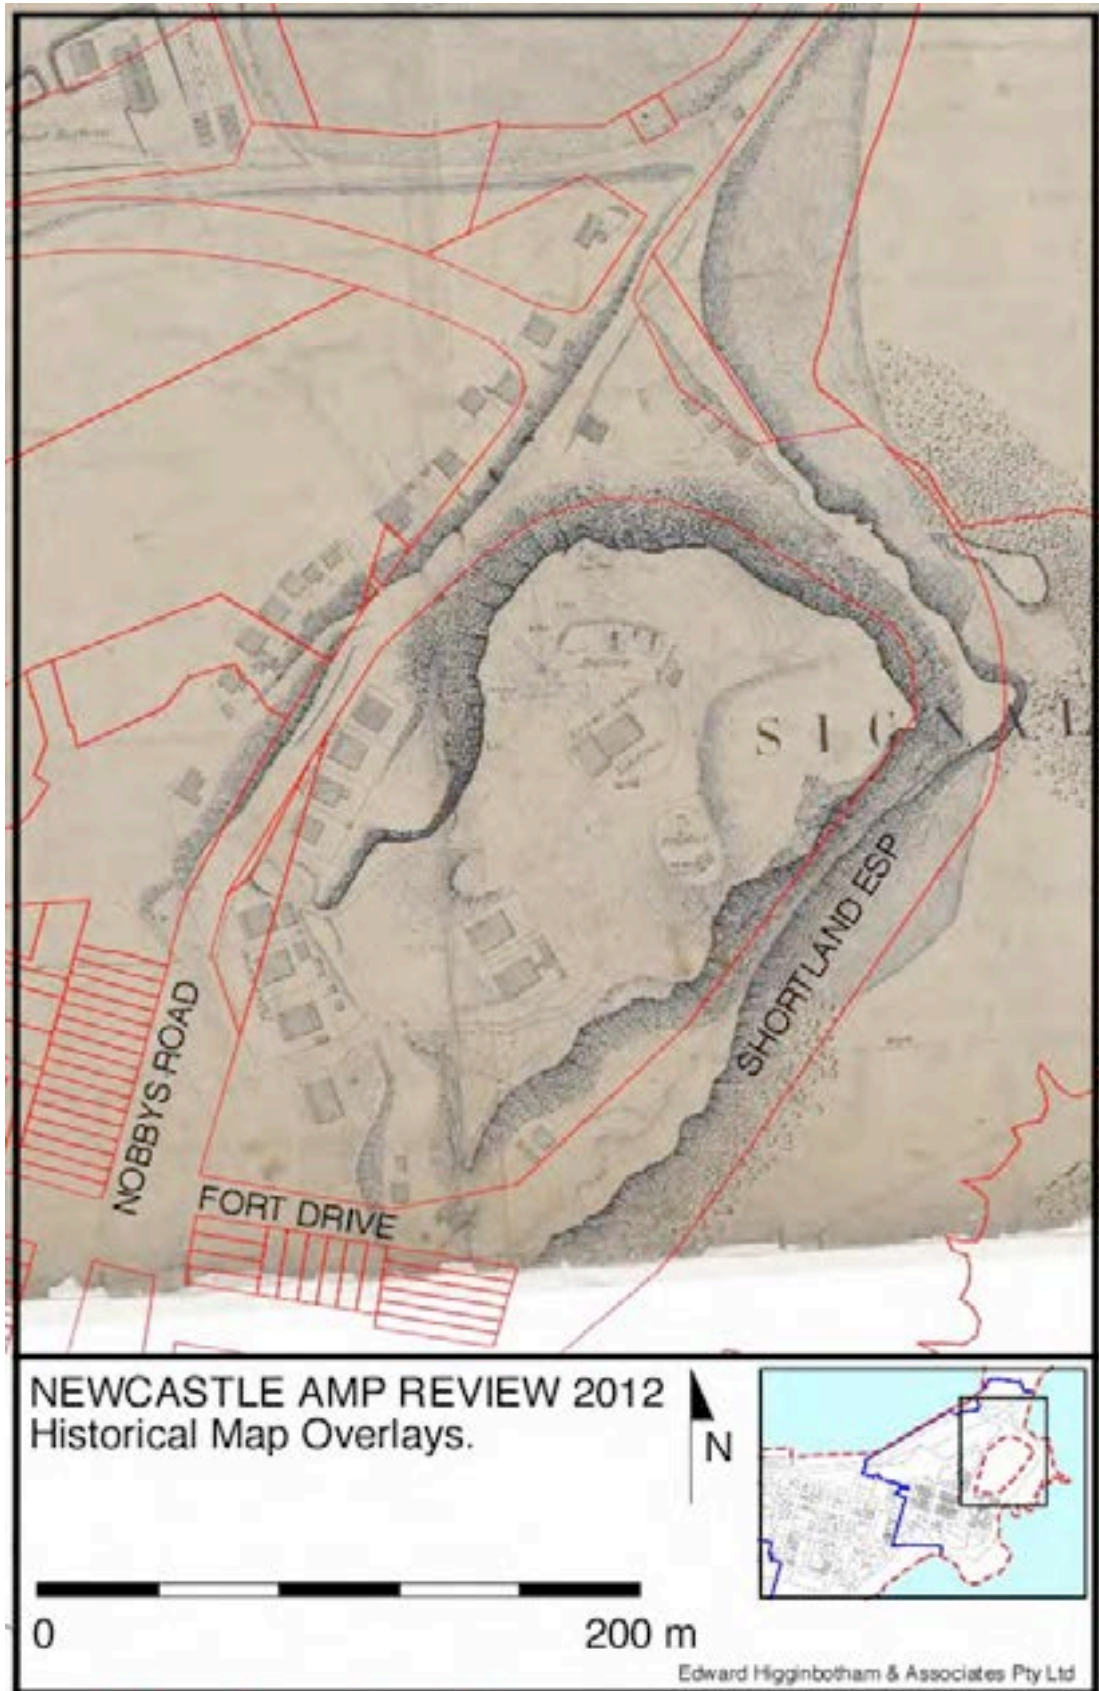 SIGNAL
SHORTLAND ESP
NOBBYS ROAD
FORT DRIVE
NEWCASTLE AMP REVIEW 2012
Historical Map Overlays.
N
0
200 m
Edward Higginbotham & Associates Pty Ltd